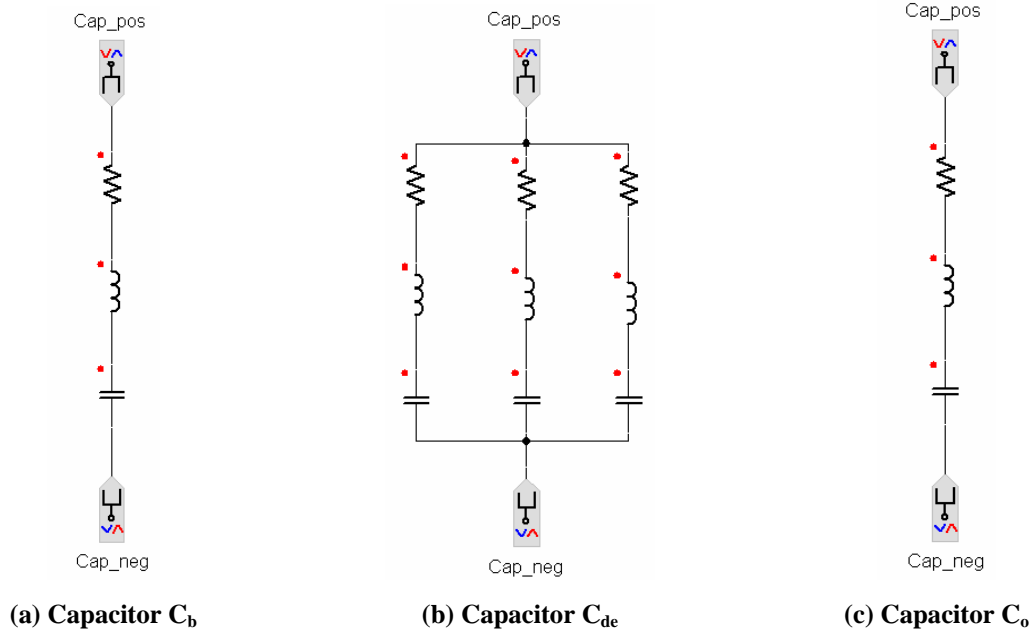 Cap_pos
Cap_neg
(a) Capacitor Cb
Cap_pos
Cap_neg
(b) Capacitor Cde
Cap_pos
Cap_neg
(c) Capacitor Co